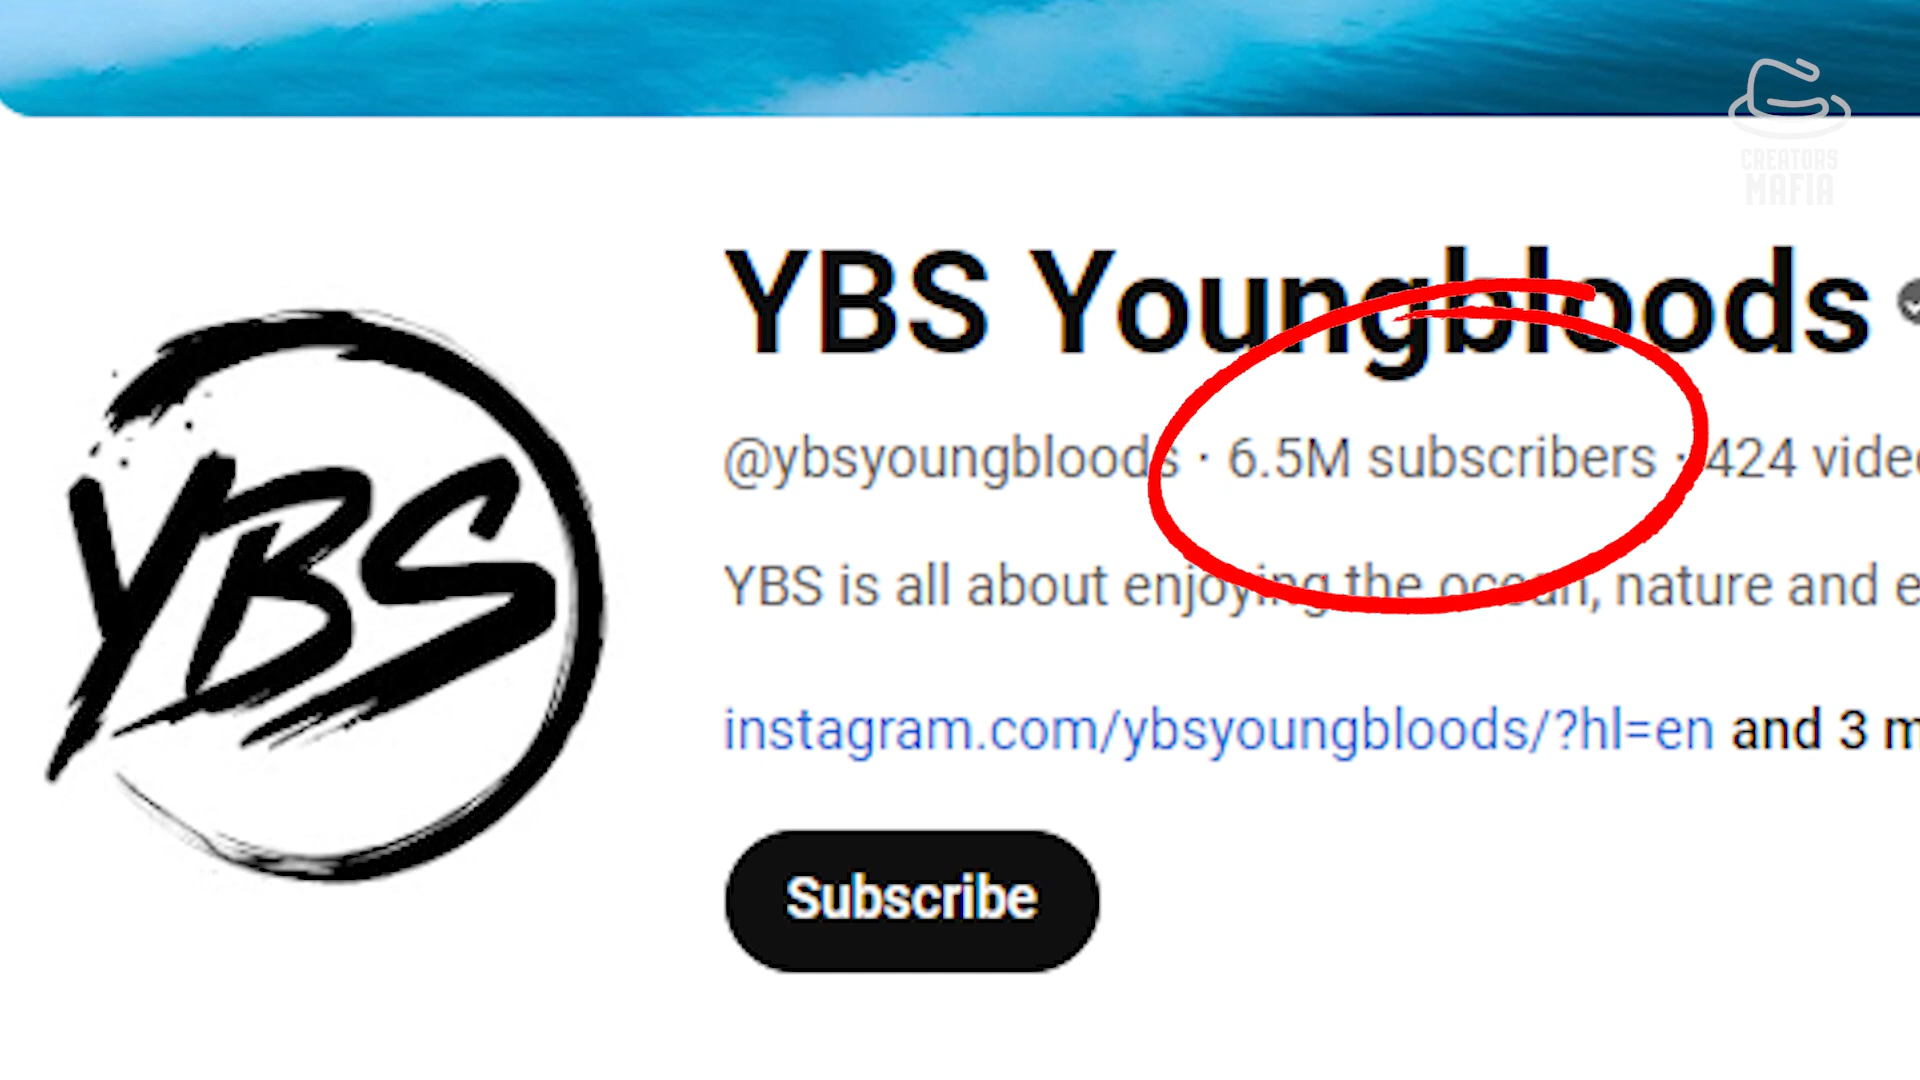 CREATORS
MAFIA
YBS Youngbloods
@ybsyoungbloods · 6.5M subscribers · 424 vide
YBS
YBS is all about enjoying the ocean, nature and e
instagram.com/ybsyoungbloods/?hl=en and 3 m
Subscribe